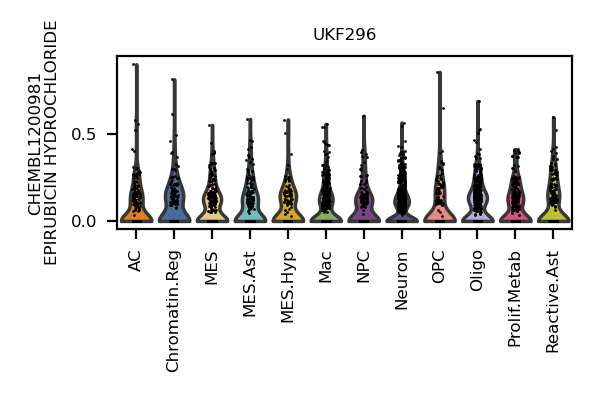 UKF296
CHEMBL1200981
EPIRUBICIN HYDROCHLORIDE
0.5
0.0
AC
Chromatin.Reg
MES
MES.Ast
MES.Hyp
Mac
NPC
Neuron
OPC
Oligo
Prolif.Metab
Reactive.Ast